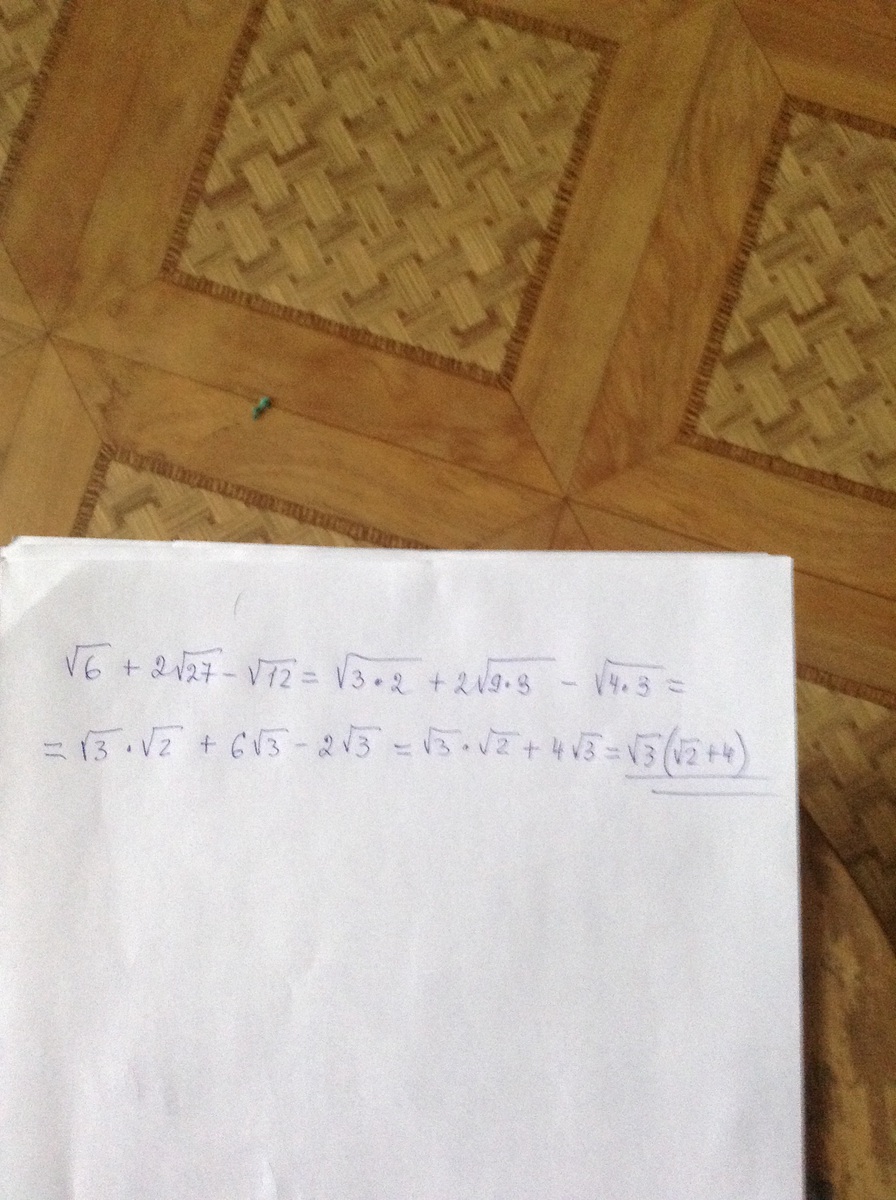 √6 + 2√27 - √12 = √3·2 + 2√9·3 - √4·3 =
= √3·√2 + 6√3 - 2√3 = √3·√2 + 4√3 = √3(√2+4)